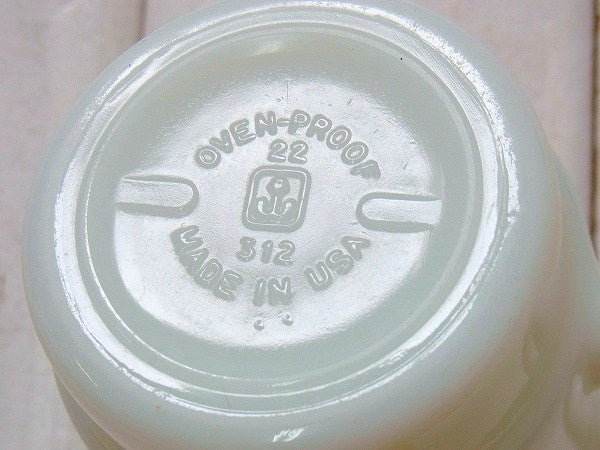 OVEN-PROOF
22
312
MADE IN USA